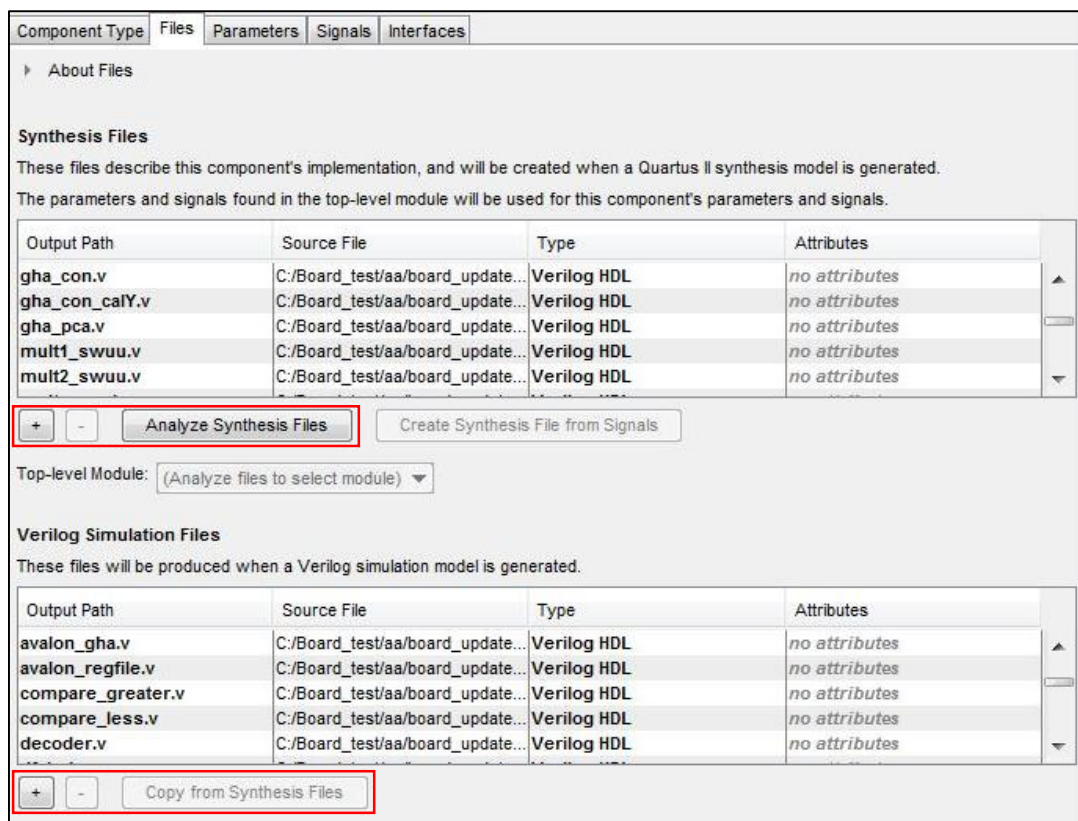 Component Type Files Parameters Signals Interfaces
About Files
Synthesis Files
These files describe this component's implementation, and will be created when a Quartus II synthesis model is generated.
The parameters and signals found in the top-level module will be used for this component's parameters and signals.
Output Path Source File Type Attributes
gha_con.v C:/Board_test/aa/board_update... Verilog HDL no attributes
gha_con_calY.v C:/Board_test/aa/board_update... Verilog HDL no attributes
gha_pca.v C:/Board_test/aa/board_update... Verilog HDL no attributes
mult1_swuu.v C:/Board_test/aa/board_update... Verilog HDL no attributes
mult2_swuu.v C:/Board_test/aa/board_update... Verilog HDL no attributes
+ - Analyze Synthesis Files Create Synthesis File from Signals
Top-level Module: (Analyze files to select module)
Verilog Simulation Files
These files will be produced when a Verilog simulation model is generated.
Output Path Source File Type Attributes
avalon_gha.v C:/Board_test/aa/board_update... Verilog HDL no attributes
avalon_regfile.v C:/Board_test/aa/board_update... Verilog HDL no attributes
compare_greater.v C:/Board_test/aa/board_update... Verilog HDL no attributes
compare_less.v C:/Board_test/aa/board_update... Verilog HDL no attributes
decoder.v C:/Board_test/aa/board_update... Verilog HDL no attributes
+ - Copy from Synthesis Files